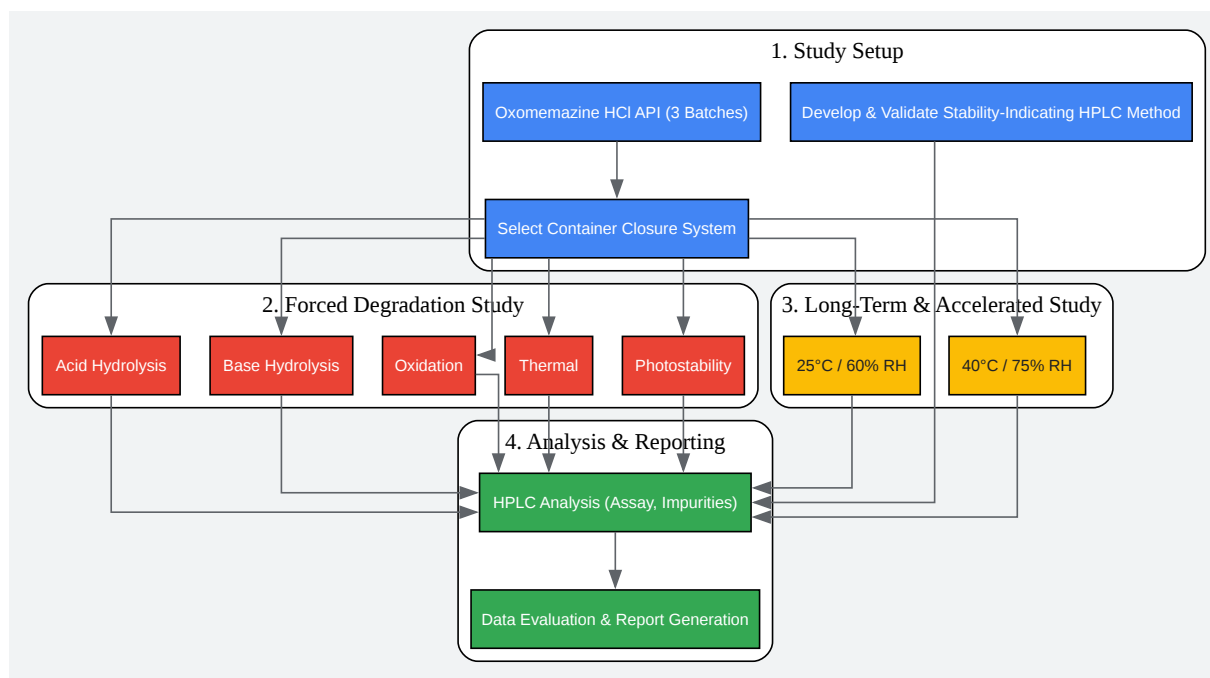 1. Study Setup
Oxomemazine HCl API (3 Batches)
Develop & Validate Stability-Indicating HPLC Method
Select Container Closure System
2. Forced Degradation Study
3. Long-Term & Accelerated Study
Acid Hydrolysis
Base Hydrolysis
Oxidation
Thermal
Photostability
25°C / 60% RH
40°C / 75% RH
4. Analysis & Reporting
HPLC Analysis (Assay, Impurities)
Data Evaluation & Report Generation